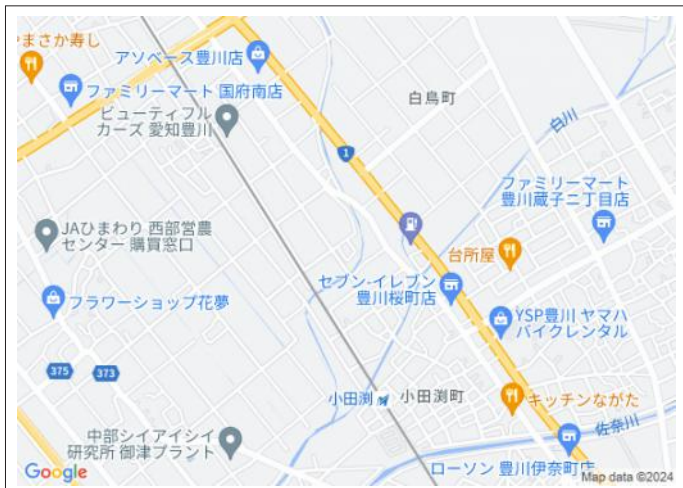 やまさか寿し
アソベース豊川店
ファミリーマート 国府南店
白鳥町
ビューティフル
カーズ 愛知豊川
白川
1
ファミリーマート
豊川蔵子二丁目店
JAひまわり 西部営農
センター 購買窓口
台所屋
セブン-イレブン
豊川桜町店
フラワーショップ花夢
YSP豊川 ヤマハ
バイクレンタル
375
373
小田渕
小田渕町
キッチンながた
佐奈川
中部シイアイシイ
研究所 御津プラント
ローソン 豊川伊奈町店
Google
Map data ©2024